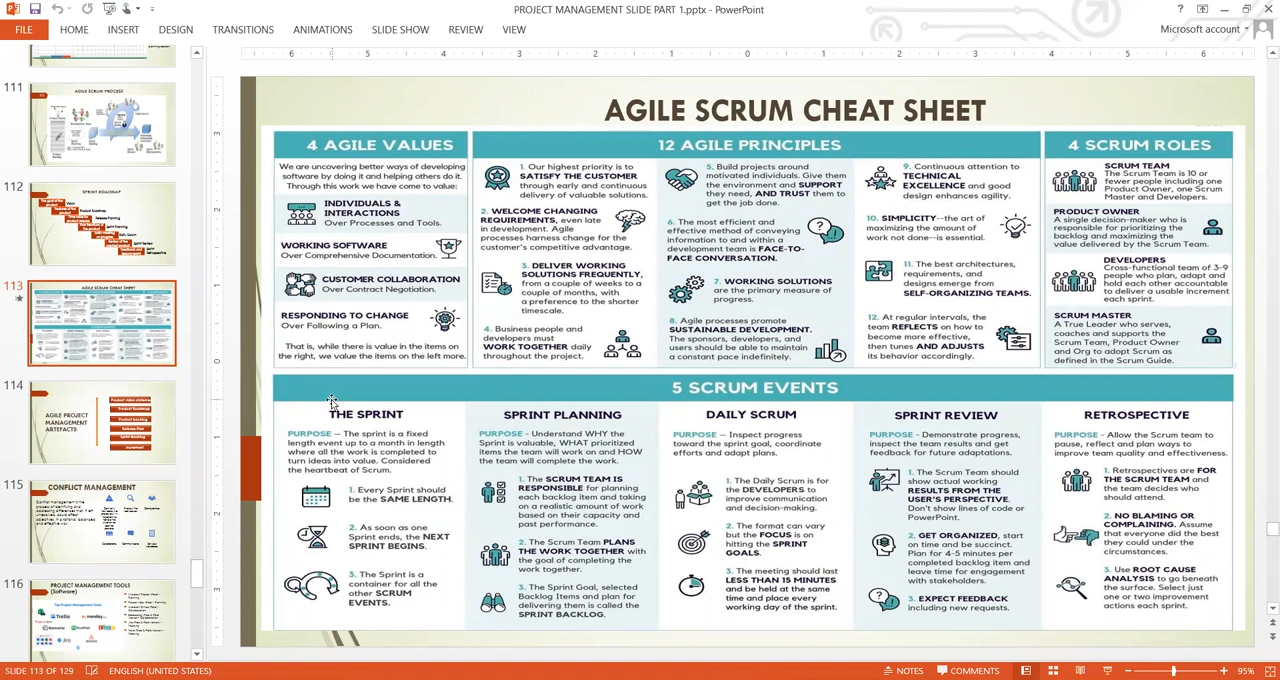 PROJECT MANAGEMENT SLIDE PART 1.pptx - PowerPoint
FILE HOME INSERT DESIGN TRANSITIONS ANIMATIONS SLIDE SHOW REVIEW VIEW
Microsoft account
111
AGILE SCRUM PROCESS
112
SPRINT ROADMAP
113
AGILE SCRUM CHEAT SHEET
114
AGILE PROJECT
MANAGEMENT
ARTEFACTS
Product vision statement
Product Roadmap
Product backlog
Release Plan
Sprint backlog
Increment
115
CONFLICT MANAGEMENT
116
PROJECT MANAGEMENT TOOLS
(Software)
Trello
Jira
AGILE SCRUM CHEAT SHEET
4 AGILE VALUES
We are uncovering better ways of developing
software by doing it and helping others do it.
Through this work we have come to value:
INDIVIDUALS &
INTERACTIONS
Over Processes and Tools.
WORKING SOFTWARE
Over Comprehensive Documentation.
CUSTOMER COLLABORATION
Over Contract Negotiation.
RESPONDING TO CHANGE
Over Following a Plan.
That is, while there is value in the items on
the right, we value the items on the left more.
12 AGILE PRINCIPLES
1. Our highest priority is to
SATISFY THE CUSTOMER
through early and continuous
delivery of valuable solutions.
2. WELCOME CHANGING
REQUIREMENTS, even late
in development. Agile
processes harness change for the
customer's competitive advantage.
3. DELIVER WORKING
SOLUTIONS FREQUENTLY,
from a couple of weeks to a
couple of months, with
a preference to the shorter
timescale.
4. Business people and
developers must
WORK TOGETHER daily
throughout the project.
5. Build projects around
motivated individuals. Give them
the environment and SUPPORT
they need, AND TRUST them to
get the job done.
6. The most efficient and
effective method of conveying
information to and within a
development team is FACE-TO-
FACE CONVERSATION.
7. WORKING SOLUTIONS
are the primary measure of
progress.
8. Agile processes promote
SUSTAINABLE DEVELOPMENT.
The sponsors, developers, and
users should be able to maintain
a constant pace indefinitely.
9. Continuous attention to
TECHNICAL
EXCELLENCE and good
design enhances agility.
10. SIMPLICITY--the art of
maximizing the amount of
work not done--is essential.
11. The best architectures,
requirements, and
designs emerge from
SELF-ORGANIZING TEAMS.
12. At regular intervals, the
team REFLECTS on how to
become more effective,
then tunes AND ADJUSTS
its behavior accordingly.
4 SCRUM ROLES
SCRUM TEAM
The Scrum Team is 10 or
fewer people including one
Product Owner, one Scrum
Master and Developers.
PRODUCT OWNER
A single decision-maker who is
responsible for prioritizing the
backlog and maximizing the
value delivered by the Scrum Team.
DEVELOPERS
Cross-functional team of 3-9
people who plan, adapt and
hold each other accountable
to deliver a usable increment
each sprint.
SCRUM MASTER
A True Leader who serves,
coaches and supports the
Scrum Team, Product Owner
and Org to adopt Scrum as
defined in the Scrum Guide.
5 SCRUM EVENTS
THE SPRINT
PURPOSE – The sprint is a fixed
length event up to a month in length
where all the work is completed to
turn ideas into value. Considered
the heartbeat of Scrum.
1. Every Sprint should
be the SAME LENGTH.
2. As soon as one
Sprint ends, the NEXT
SPRINT BEGINS.
3. The Sprint is a
container for all the
other SCRUM
EVENTS.
SPRINT PLANNING
PURPOSE - Understand WHY the
Sprint is valuable, WHAT prioritized
items the team will work on and HOW
the team will complete the work.
1. The SCRUM TEAM IS
RESPONSIBLE for planning
each backlog item and taking
on a realistic amount of work
based on their capacity and
past performance.
2. The Scrum Team PLANS
THE WORK TOGETHER with
the goal of completing the
work together.
3. The Sprint Goal, selected
Backlog Items and plan for
delivering them is called the
SPRINT BACKLOG.
DAILY SCRUM
PURPOSE – Inspect progress
toward the sprint goal, coordinate
efforts and adapt plans.
1. The Daily Scrum is for
the DEVELOPERS to
improve communication
and decision-making.
2. The format can vary
but the FOCUS is on
hitting the SPRINT
GOALS.
3. The meeting should last
LESS THAN 15 MINUTES
and be held at the same
time and place every
working day of the sprint.
SPRINT REVIEW
PURPOSE - Demonstrate progress,
inspect the team results and get
feedback for future adaptations.
1. The Scrum Team should
show actual working
RESULTS FROM THE
USER'S PERSPECTIVE.
Don't show lines of code or
PowerPoint.
2. GET ORGANIZED, start
on time and be succinct.
Plan for 4-5 minutes per
completed backlog item and
leave time for engagement
with stakeholders.
3. EXPECT FEEDBACK
including new requests.
RETROSPECTIVE
PURPOSE - Allow the Scrum team to
pause, reflect and plan ways to
improve team quality and effectiveness.
1. Retrospectives are FOR
THE SCRUM TEAM and
the team decides who
should attend.
2. NO BLAMING OR
COMPLAINING. Assume
that everyone did the best
they could under the
circumstances.
3. Use ROOT CAUSE
ANALYSIS to go beneath
the surface. Select just
one or two improvement
actions each sprint.
SLIDE 113 OF 129 ENGLISH (UNITED STATES) NOTES COMMENTS 95%